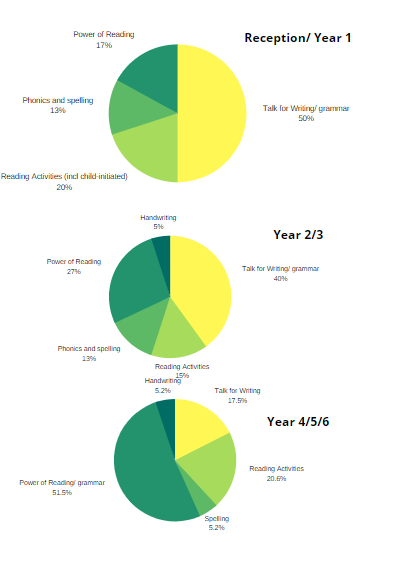 Power of Reading
17%
Reception/ Year 1
Phonics and spelling
13%
Talk for Writing/ grammar
50%
Reading Activities (incl child-initiated)
20%
Handwriting
5%
Year 2/3
Power of Reading
27%
Talk for Writing/ grammar
40%
Phonics and spelling
13%
Reading Activities
15%
Handwriting
5.2%
Talk for Writing
17.5%
Year 4/5/6
Reading Activities
20.6%
Power of Reading/ grammar
51.5%
Spelling
5.2%